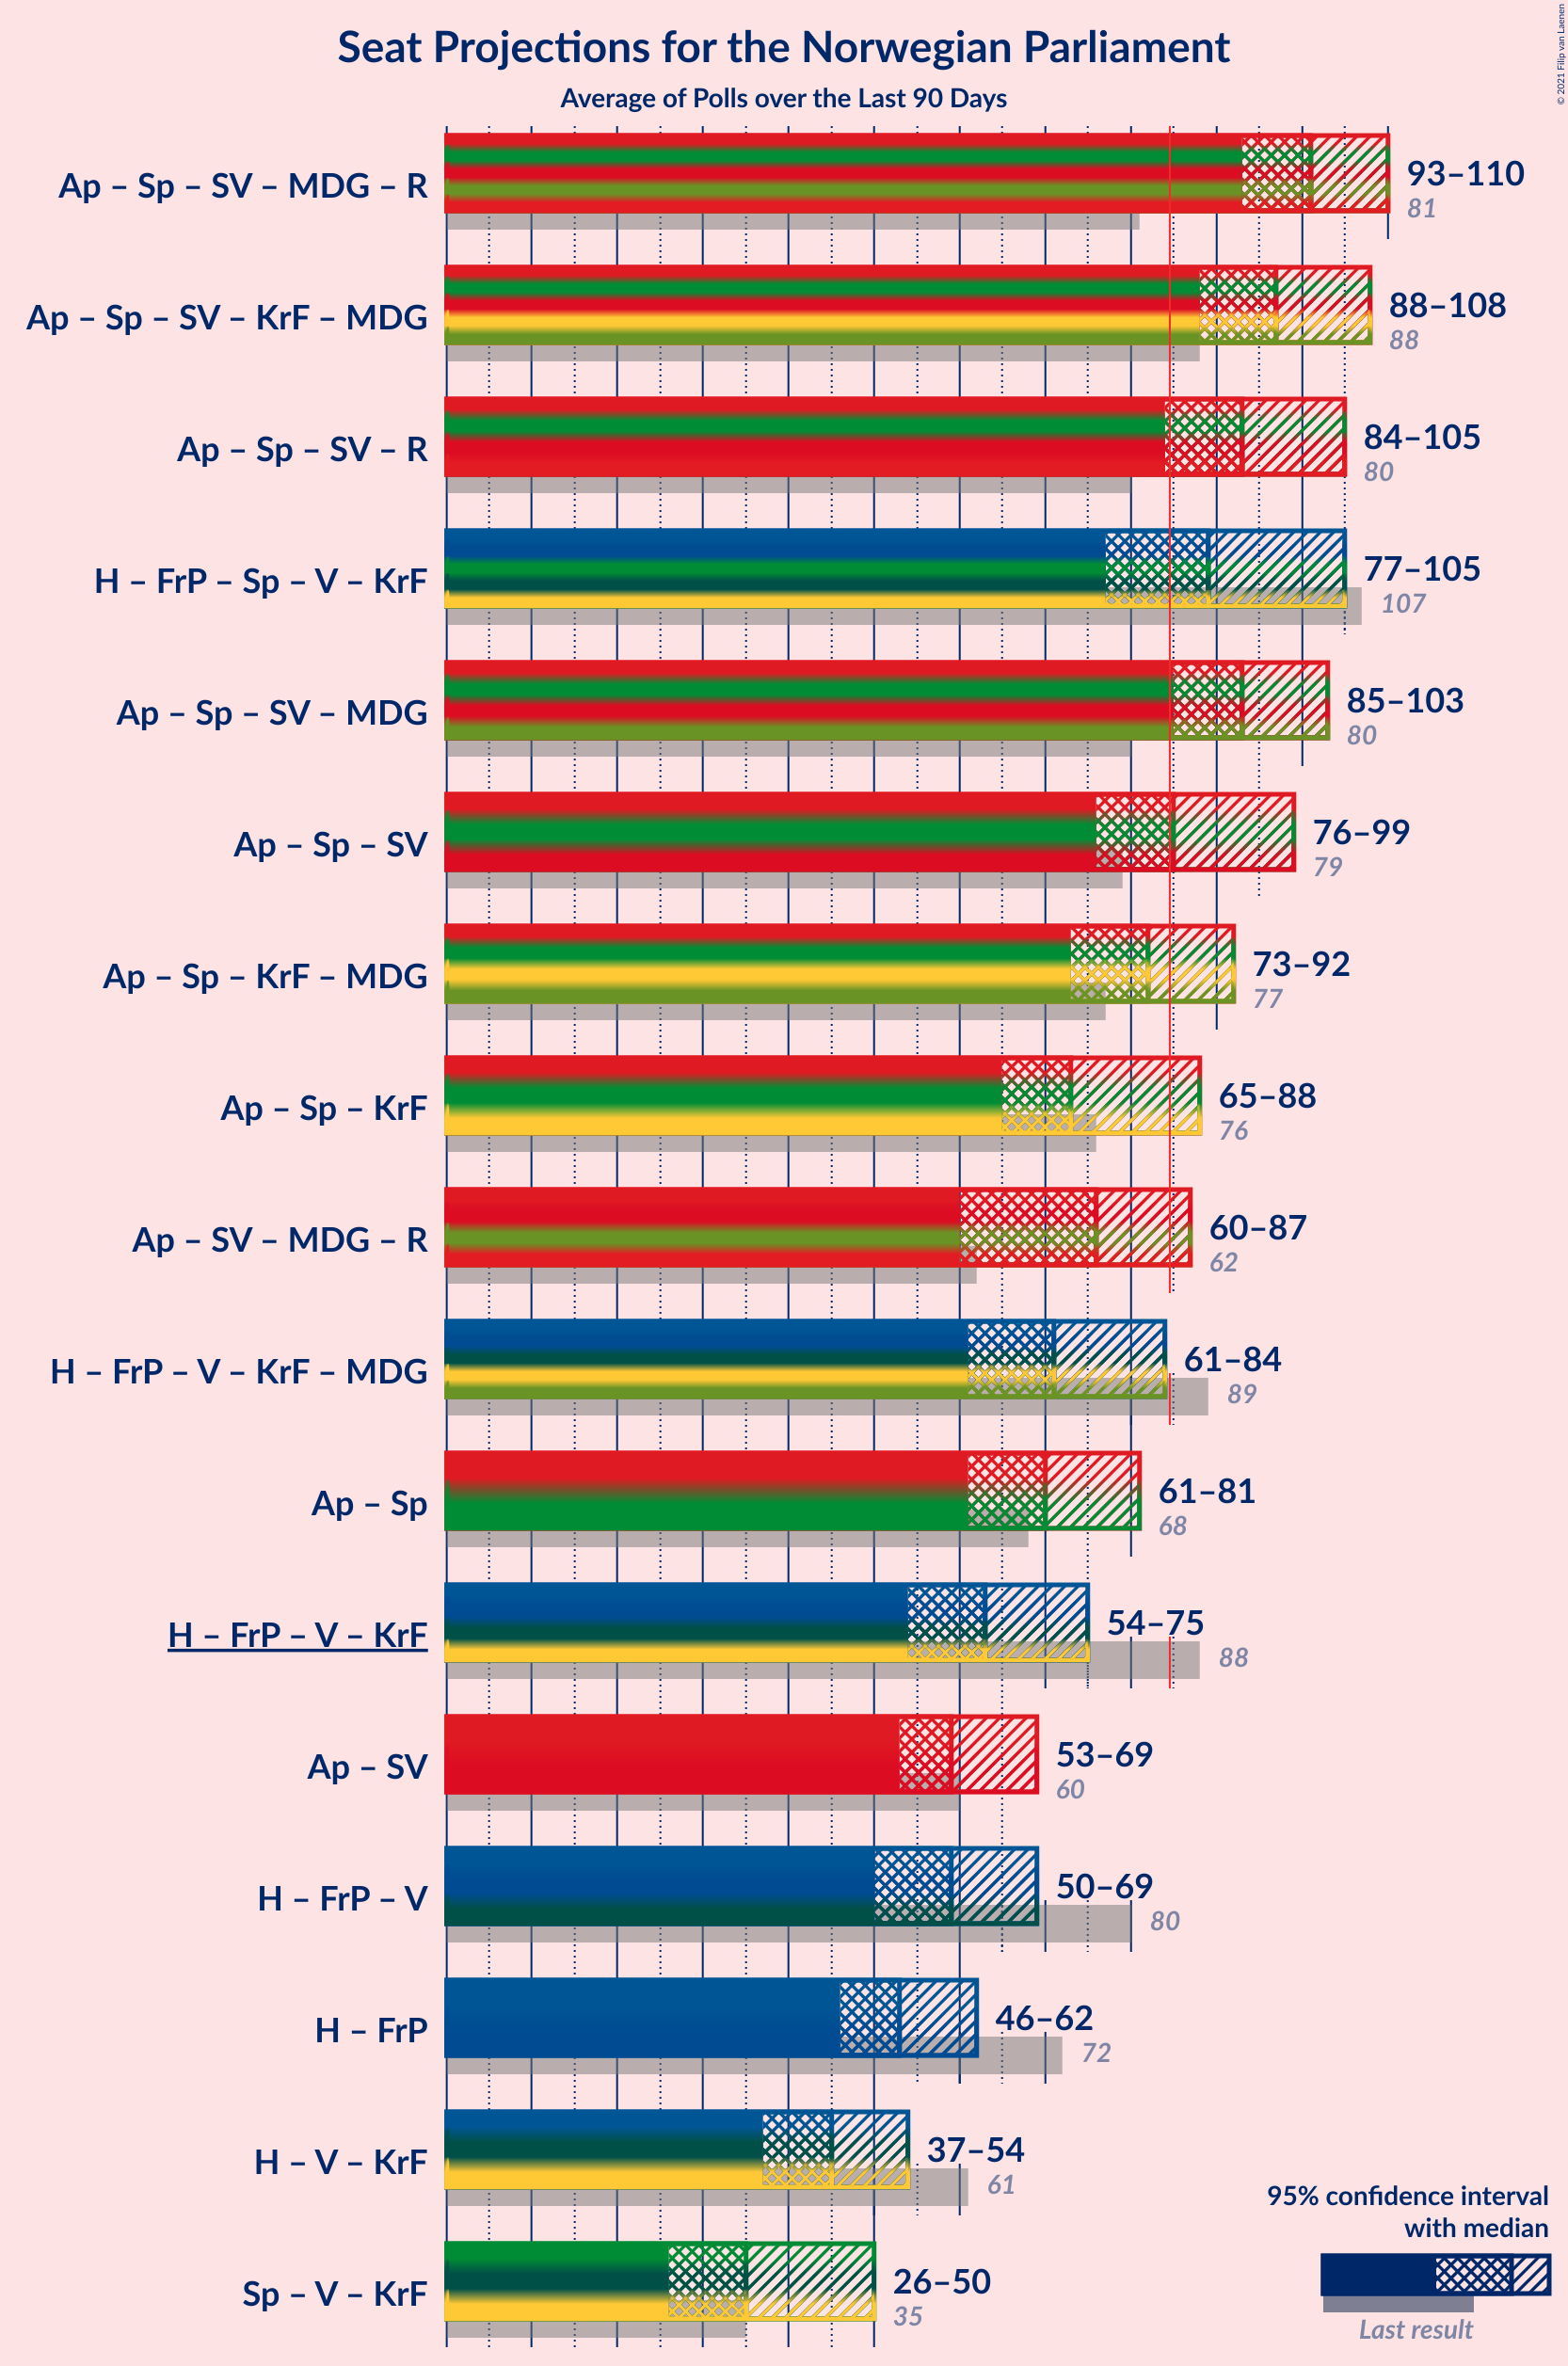 © 2021 Filip van Laenen
Seat Projections for the Norwegian Parliament
Average of Polls over the Last 90 Days
Ap – Sp – SV – MDG – R
93–110
81
Ap – Sp – SV – KrF – MDG
88–108
88
Ap – Sp – SV – R
84–105
80
H – FrP – Sp – V – KrF
77–105
107
Ap – Sp – SV – MDG
85–103
80
Ap – Sp – SV
76–99
79
Ap – Sp – KrF – MDG
73–92
77
Ap – Sp – KrF
65–88
76
Ap – SV – MDG – R
60–87
62
H – FrP – V – KrF – MDG
61–84
89
Ap – Sp
61–81
68
H – FrP – V – KrF
54–75
88
Ap – SV
53–69
60
H – FrP – V
50–69
80
H – FrP
46–62
72
H – V – KrF
37–54
61
Sp – V – KrF
26–50
35
95% confidence interval
with median
Last result